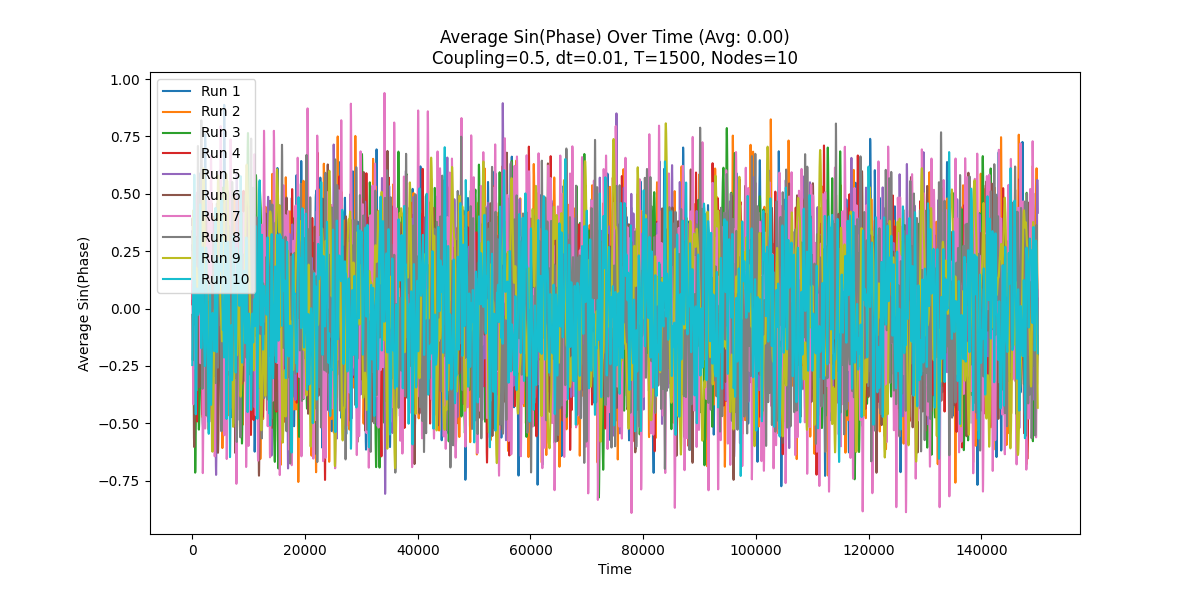 Average Sin(Phase) Over Time (Avg: 0.00)
Coupling=0.5, dt=0.01, T=1500, Nodes=10
Average Sin(Phase)
1.00
0.75
0.50
0.25
0.00
−0.25
−0.50
−0.75
Run 1
Run 2
Run 3
Run 4
Run 5
Run 6
Run 7
Run 8
Run 9
Run 10
0 20000 40000 60000 80000 100000 120000 140000
Time